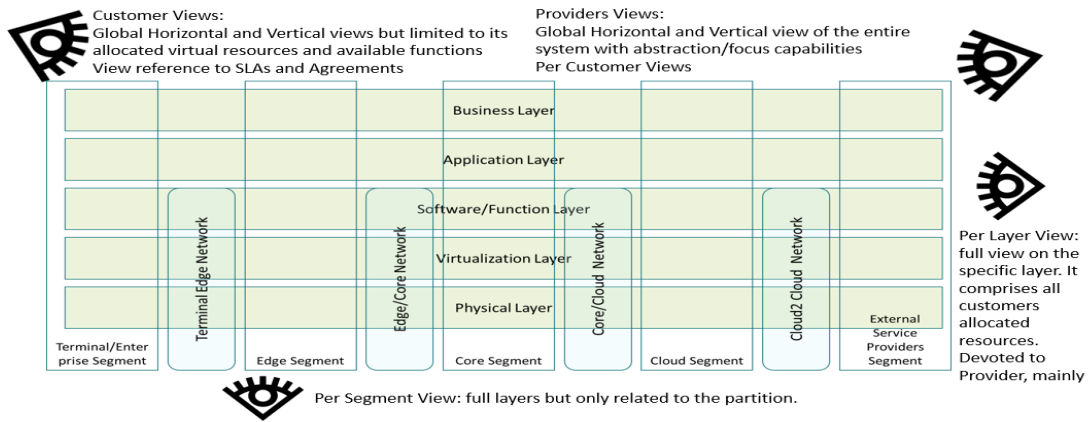 Customer Views:
Global Horizontal and Vertical views but limited to its
allocated virtual resources and available functions
View reference to SLAs and Agreements
Providers Views:
Global Horizontal and Vertical view of the entire
system with abstraction/focus capabilities
Per Customer Views
Business Layer
Application Layer
Software/Function Layer
Virtualization Layer
Physical Layer
Terminal Edge Network
Edge/Core Network
Core/Cloud Network
Cloud2 Cloud Network
Terminal/Enter
prise Segment
Edge Segment
Core Segment
Cloud Segment
External
Service
Providers
Segment
Per Layer View:
full view on the
specific layer. It
comprises all
customers
allocated
resources.
Devoted to
Provider, mainly
Per Segment View: full layers but only related to the partition.